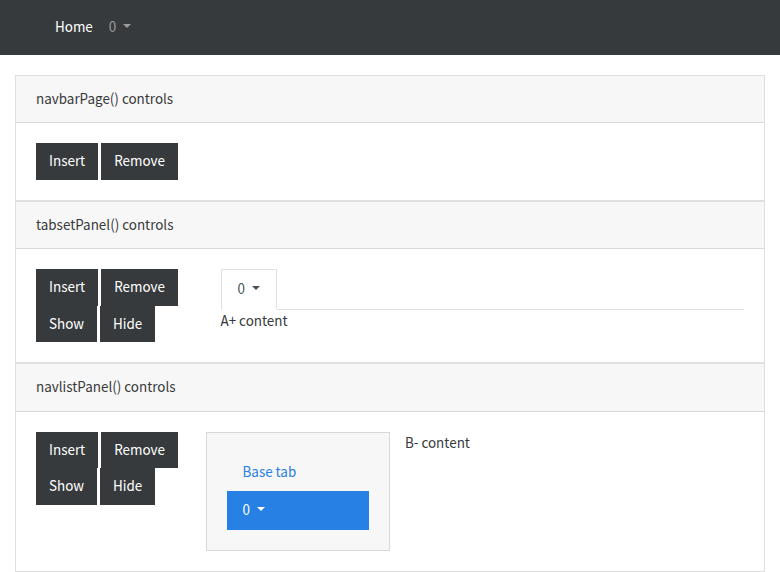 Home 0
navbarPage() controls
Insert Remove
tabsetPanel() controls
Insert Remove 0
Show Hide A+ content
navlistPanel() controls
Insert Remove B- content
Base tab
Show Hide
0